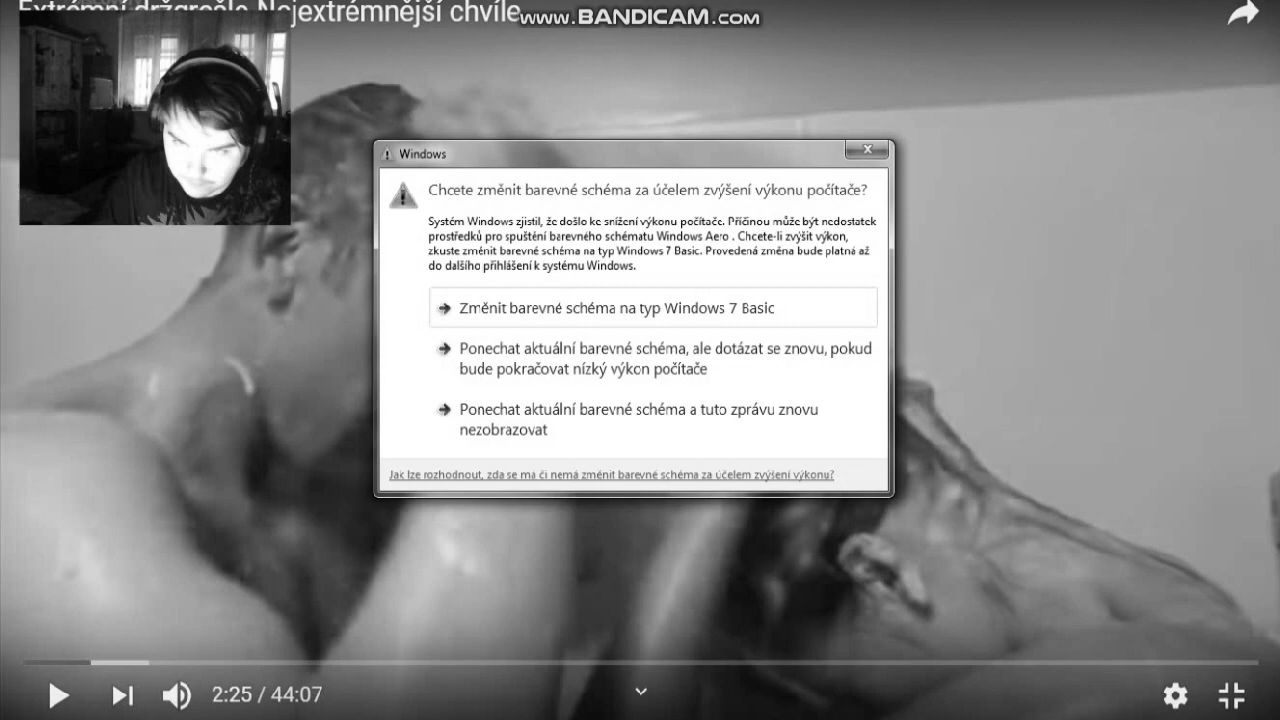 Extrémní držgrešle Nejextrémnější chvíle
www.BANDICAM.com
Windows
Chcete změnit barevné schéma za účelem zvýšení výkonu počítače?
Systém Windows zjistil, že došlo ke snížení výkonu počítače. Příčinou může být nedostatek
prostředků pro spuštění barevného schématu Windows Aero . Chcete-li zvýšit výkon,
zkuste změnit barevné schéma na typ Windows 7 Basic. Provedená změna bude platná až
do dalšího přihlášení k systému Windows.
Změnit barevné schéma na typ Windows 7 Basic
Ponechat aktuální barevné schéma, ale dotázat se znovu, pokud
bude pokračovat nízký výkon počítače
Ponechat aktuální barevné schéma a tuto zprávu znovu
nezobrazovat
Jak lze rozhodnout, zda se má či nemá změnit barevné schéma za účelem zvýšení výkonu?
2:25 / 44:07